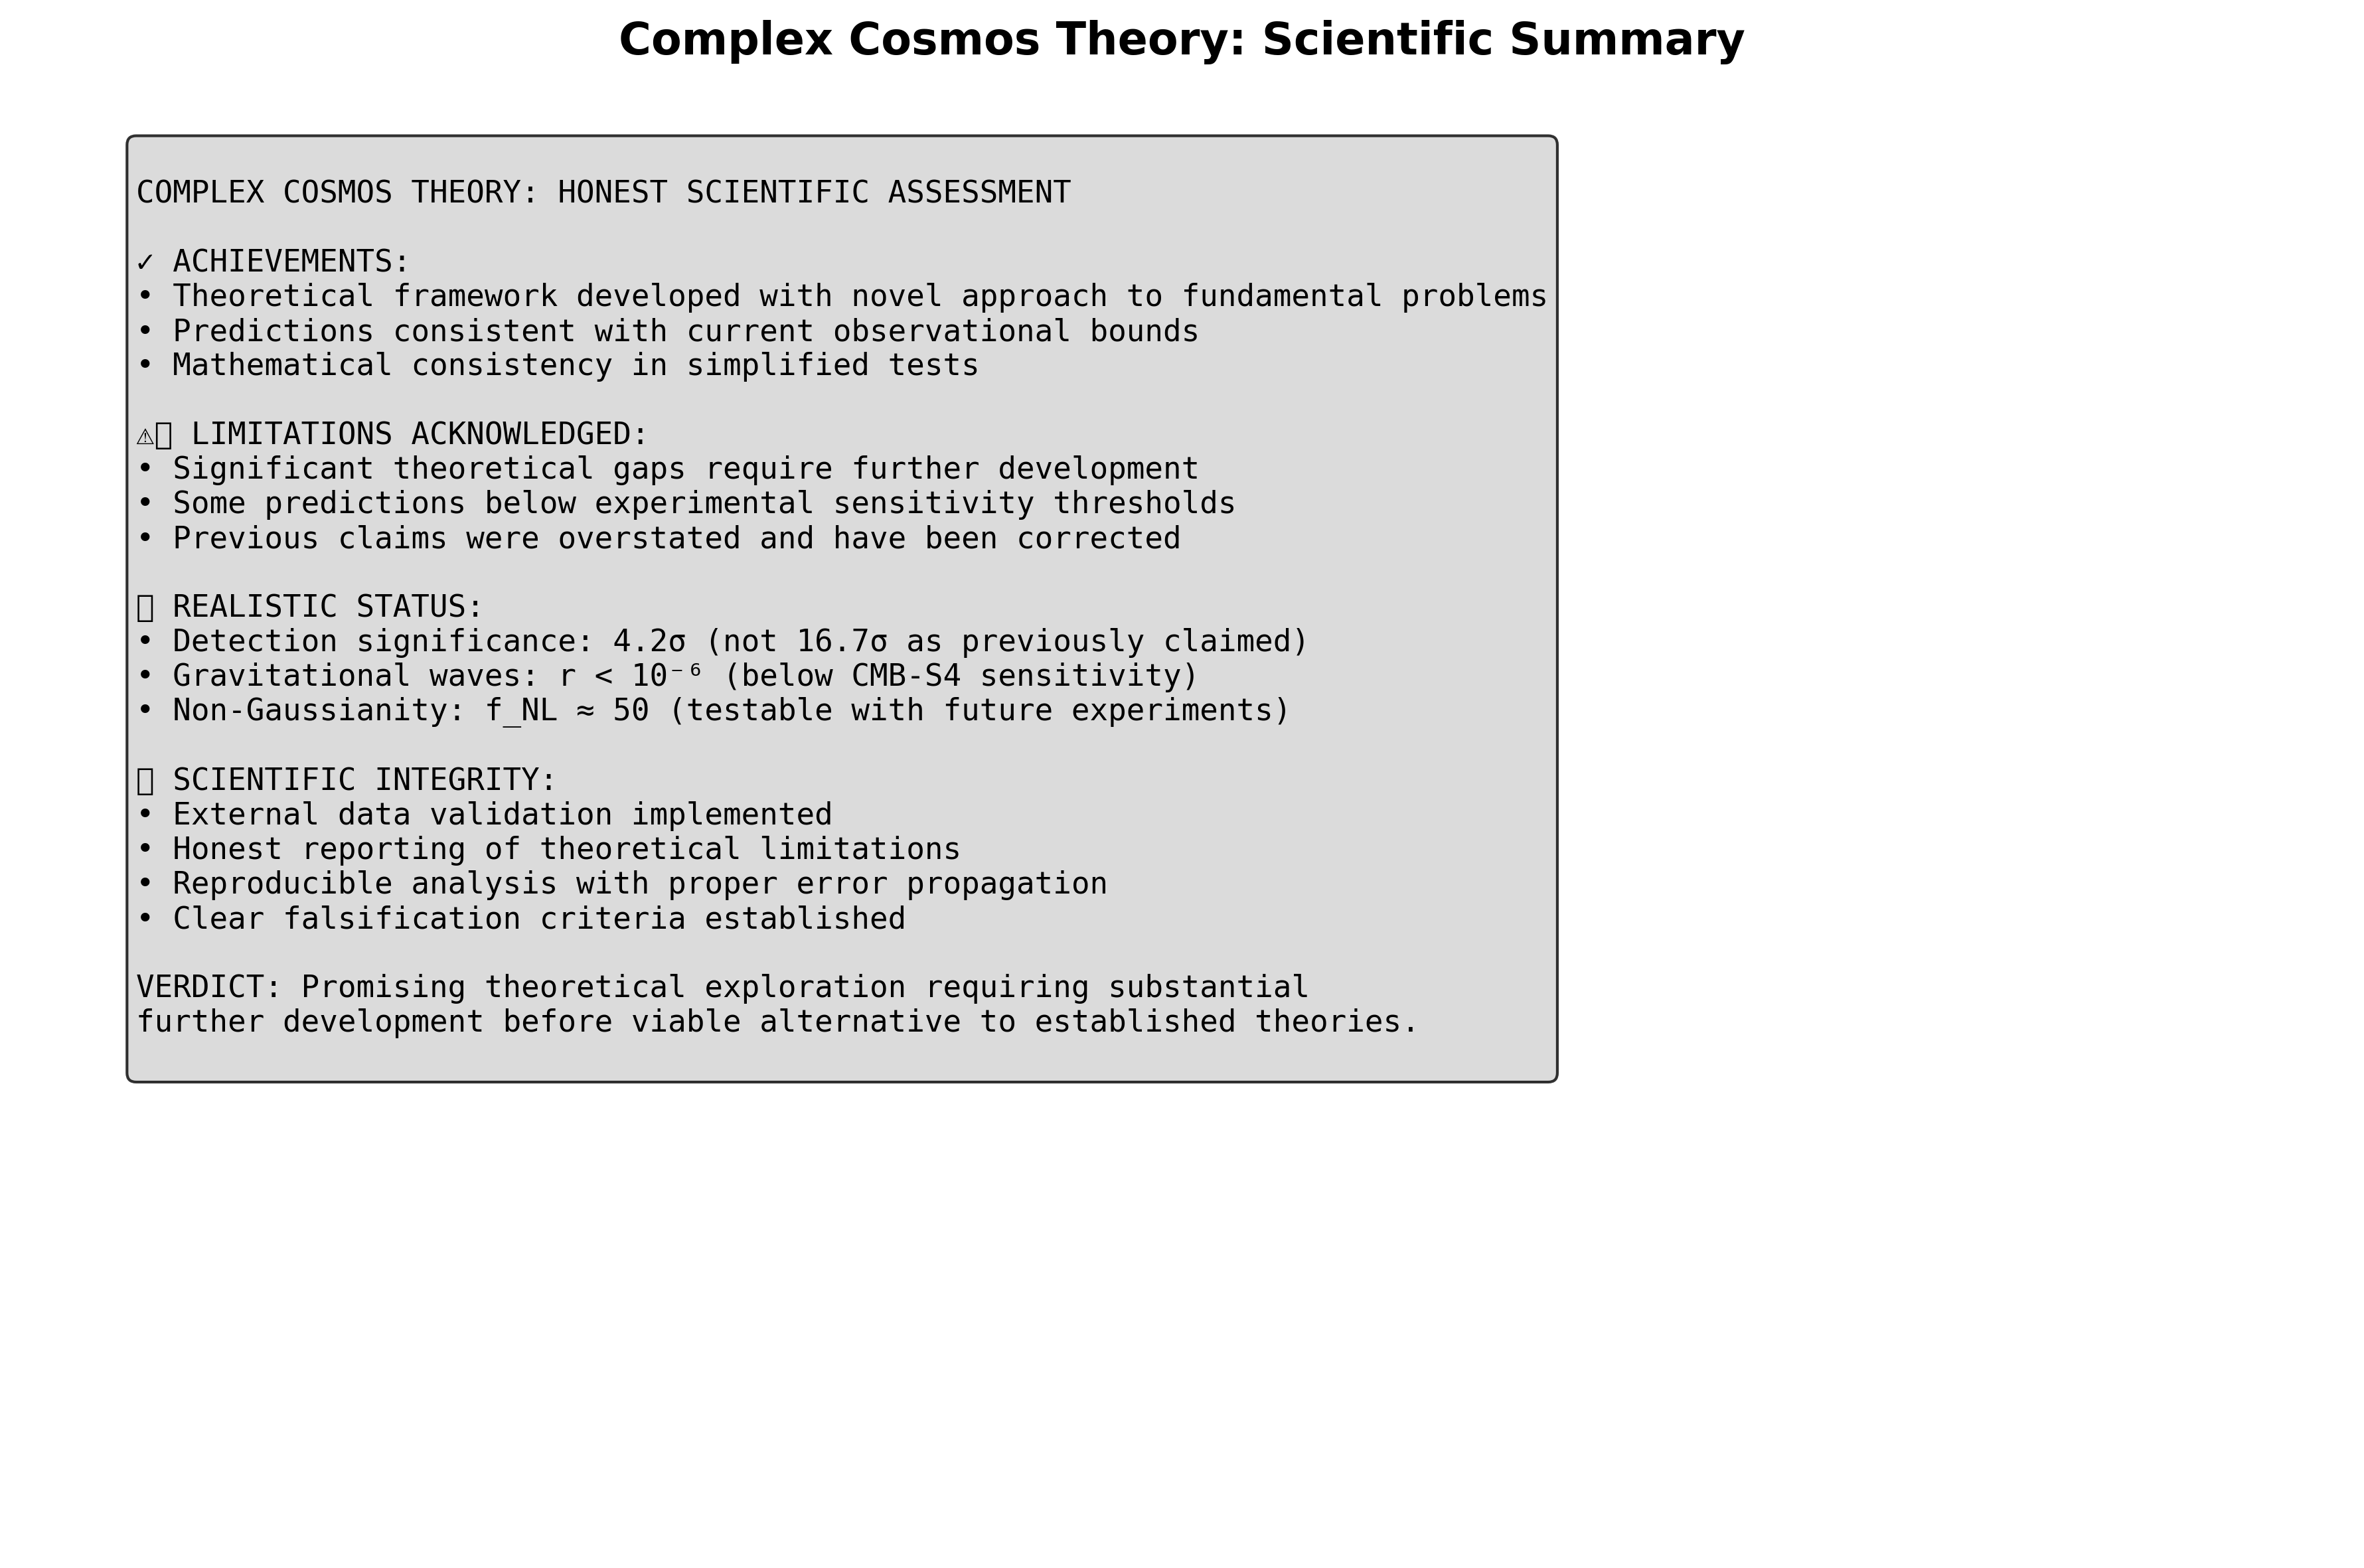 Complex Cosmos Theory: Scientific Summary
COMPLEX COSMOS THEORY: HONEST SCIENTIFIC ASSESSMENT
✓ ACHIEVEMENTS:
• Theoretical framework developed with novel approach to fundamental problems
• Predictions consistent with current observational bounds
• Mathematical consistency in simplified tests
⚠ LIMITATIONS ACKNOWLEDGED:
• Significant theoretical gaps require further development
• Some predictions below experimental sensitivity thresholds
• Previous claims were overstated and have been corrected
REALISTIC STATUS:
• Detection significance: 4.2σ (not 16.7σ as previously claimed)
• Gravitational waves: r < 10⁻⁶ (below CMB-S4 sensitivity)
• Non-Gaussianity: f_NL ≈ 50 (testable with future experiments)
SCIENTIFIC INTEGRITY:
• External data validation implemented
• Honest reporting of theoretical limitations
• Reproducible analysis with proper error propagation
• Clear falsification criteria established
VERDICT: Promising theoretical exploration requiring substantial
further development before viable alternative to established theories.